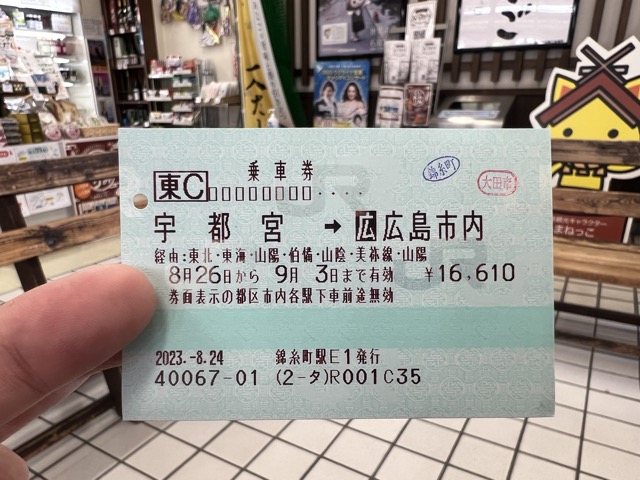 乗車券
錦糸町
大田市
東C□□□□□□□□□‥‥
宇都宮 → 広 広島市内
経由:東北・東海・山陽・伯備・山陰・美祢線・山陽
8月26日から 9月 3日まで有効 ¥16,610
券面表示の都区市内各駅下車前途無効
2023.-8.24 錦糸町駅E1発行
40067-01 (2-タ)R001C35
まねっこ